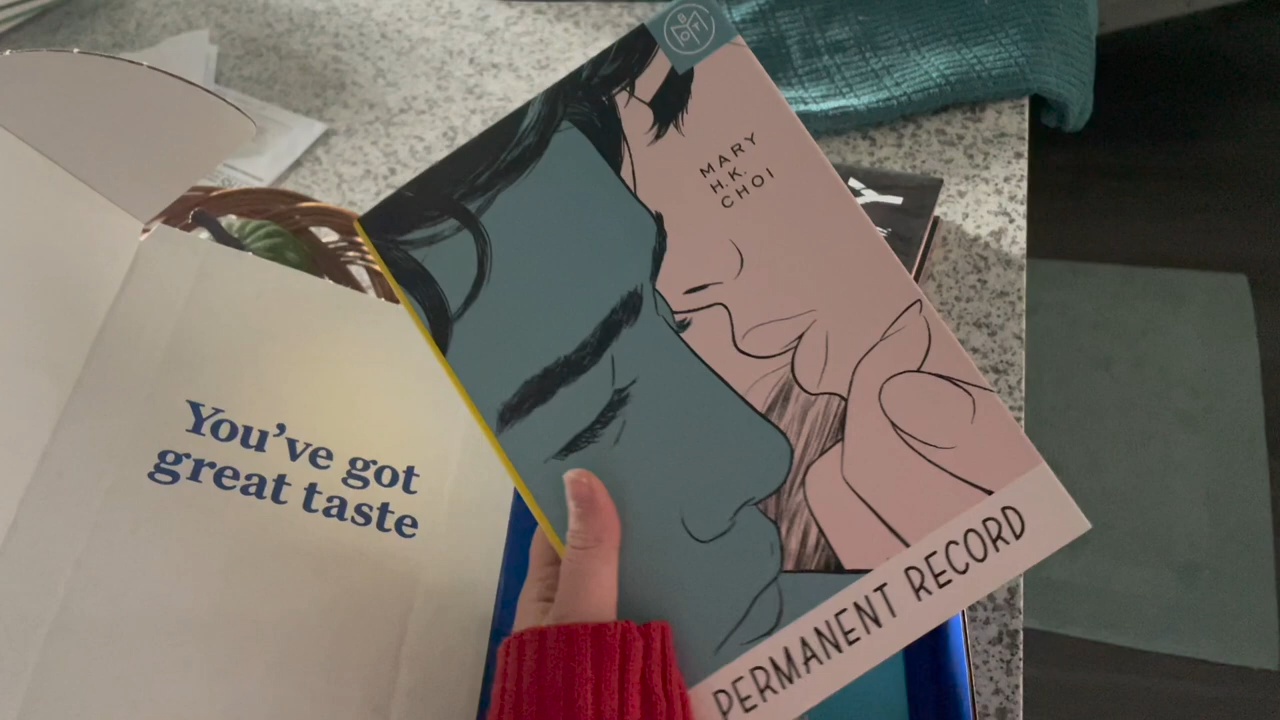 You've got
great taste
MARY
H.K.
CHOI
PERMANENT RECORD